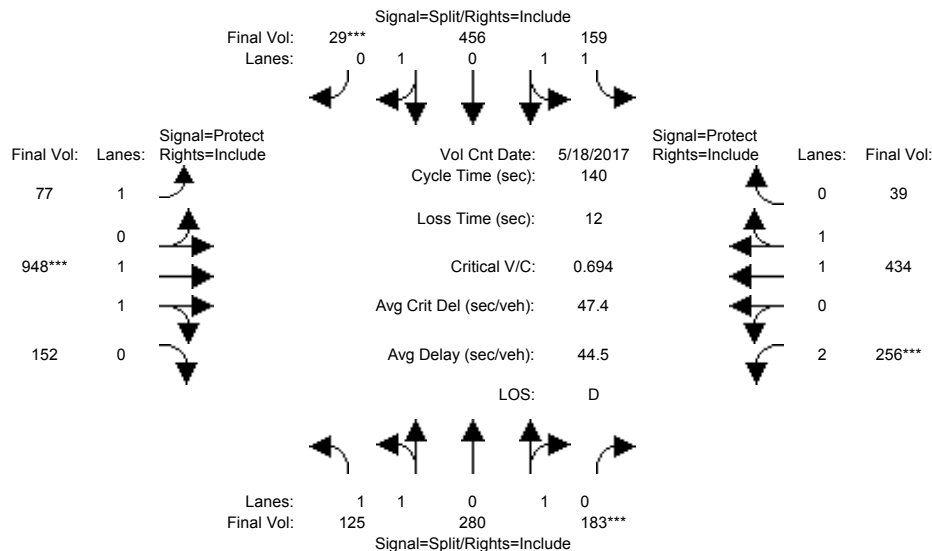 Signal=Split/Rights=Include
Final Vol: 29*** 456 159
Lanes: 0 1 0 1 1
Signal=Protect Signal=Protect
Final Vol: Lanes: Rights=Include Vol Cnt Date: 5/18/2017 Rights=Include Lanes: Final Vol:
Cycle Time (sec): 140
77 1 0 39
Loss Time (sec): 12
0 1
948*** 1 Critical V/C: 0.694 1 434
1 Avg Crit Del (sec/veh): 47.4 0
152 0 Avg Delay (sec/veh): 44.5 2 256***
LOS: D
Lanes: 1 1 0 1 0
Final Vol: 125 280 183***
Signal=Split/Rights=Include